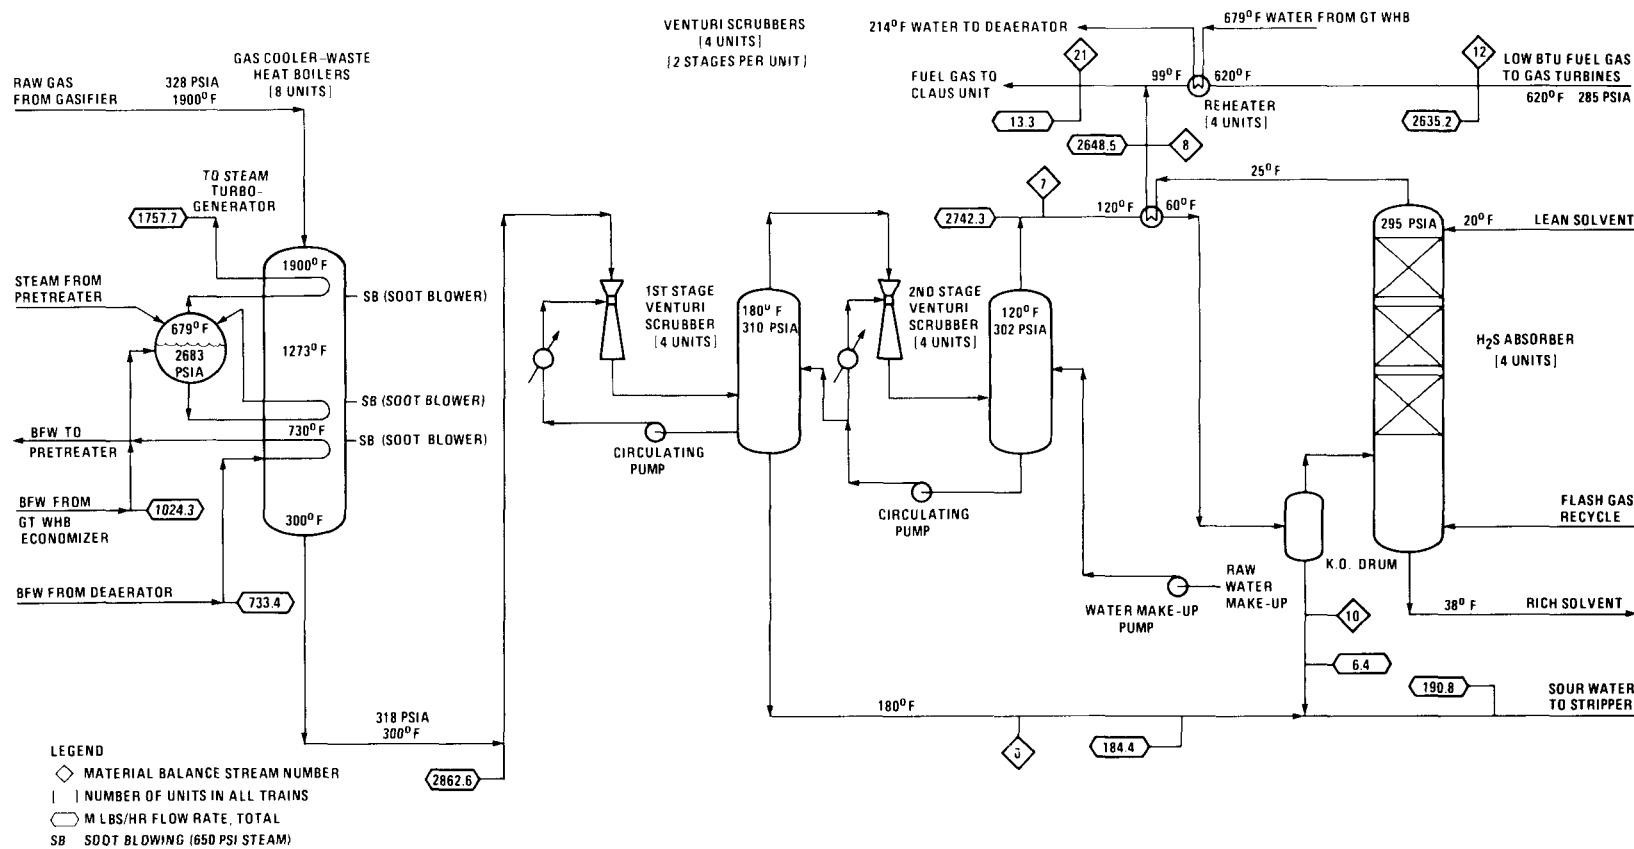 VENTURI SCRUBBERS
[4 UNITS]
[2 STAGES PER UNIT]
214°F WATER TO DEAERATOR
679°F WATER FROM GT WHB
21
12
GAS COOLER-WASTE
HEAT BOILERS
[8 UNITS]
RAW GAS
FROM GASIFIER
328 PSIA
1900°F
FUEL GAS TO
CLAUS UNIT
99°F
620°F
LOW BTU FUEL GAS
TO GAS TURBINES
620°F 285 PSIA
REHEATER
[4 UNITS]
13.3
2635.2
2648.5
8
TO STEAM
TURBO-
GENERATOR
1757.7
7
25°F
2742.3
120°F
60°F
295 PSIA
20°F
LEAN SOLVENT
1900°F
STEAM FROM
PRETREATER
SB (SOOT BLOWER)
679°F
2683
PSIA
1273°F
1ST STAGE
VENTURI
SCRUBBER
[4 UNITS]
180°F
310 PSIA
2ND STAGE
VENTURI
SCRUBBER
[4 UNITS]
120°F
302 PSIA
H2S ABSORBER
[4 UNITS]
SB (SOOT BLOWER)
BFW TO
PRETREATER
730°F
SB (SOOT BLOWER)
CIRCULATING
PUMP
BFW FROM
GT WHB
ECONOMIZER
1024.3
300°F
CIRCULATING
PUMP
FLASH GAS
RECYCLE
K.O. DRUM
BFW FROM DEAERATOR
733.4
WATER MAKE-UP
PUMP
RAW
WATER
MAKE-UP
38°F
RICH SOLVENT
10
6.4
190.8
SOUR WATER
TO STRIPPER
318 PSIA
300°F
180°F
184.4
2862.6
LEGEND
MATERIAL BALANCE STREAM NUMBER
[ ] NUMBER OF UNITS IN ALL TRAINS
M LBS/HR FLOW RATE, TOTAL
SB SOOT BLOWING (650 PSI STEAM)